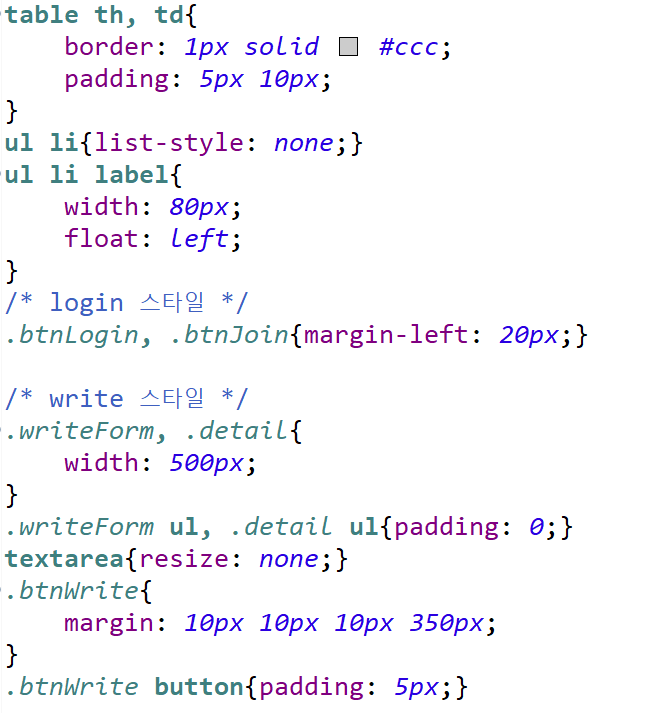 table th, td{
    border: 1px solid #ccc;
    padding: 5px 10px;
}
ul li{list-style: none;}
ul li label{
    width: 80px;
    float: left;
}
/* login 스타일 */
.btnLogin, .btnJoin{margin-left: 20px;}

/* write 스타일 */
.writeForm, .detail{
    width: 500px;
}
.writeForm ul, .detail ul{padding: 0;}
textarea{resize: none;}
.btnWrite{
    margin: 10px 10px 10px 350px;
}
.btnWrite button{padding: 5px;}